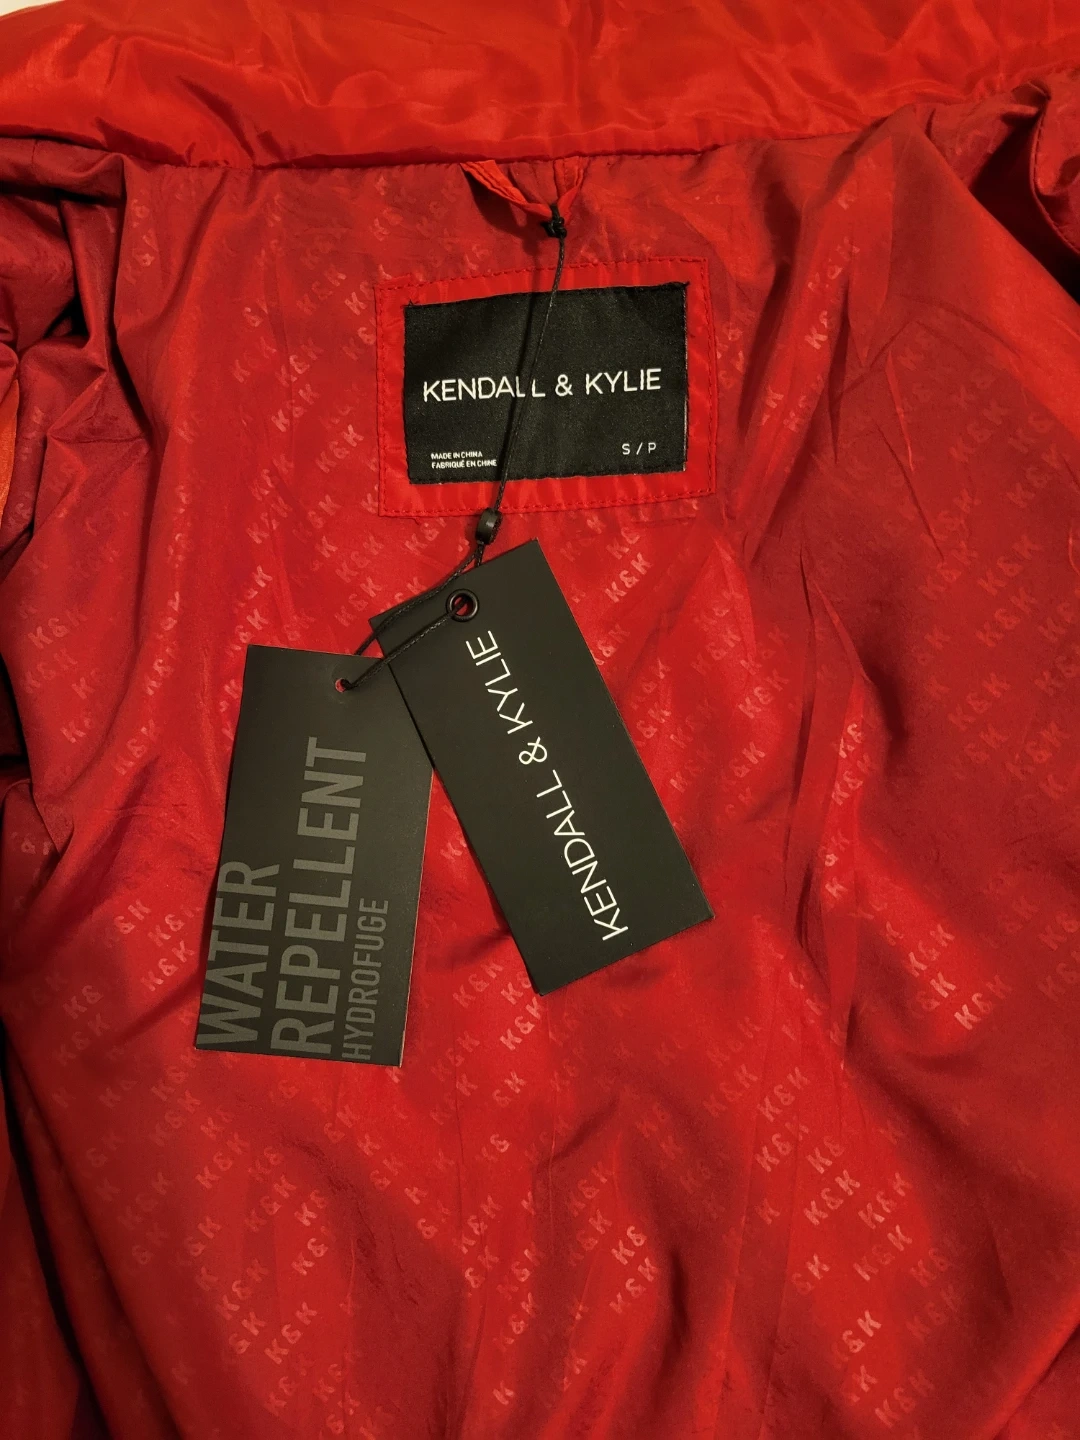 KENDALL & KYLIE
MADE IN CHINA
FABRIQUÉ EN CHINE
S / P
KENDALL & KYLIE
WATER
REPELLENT
HYDROFUGE
K&K